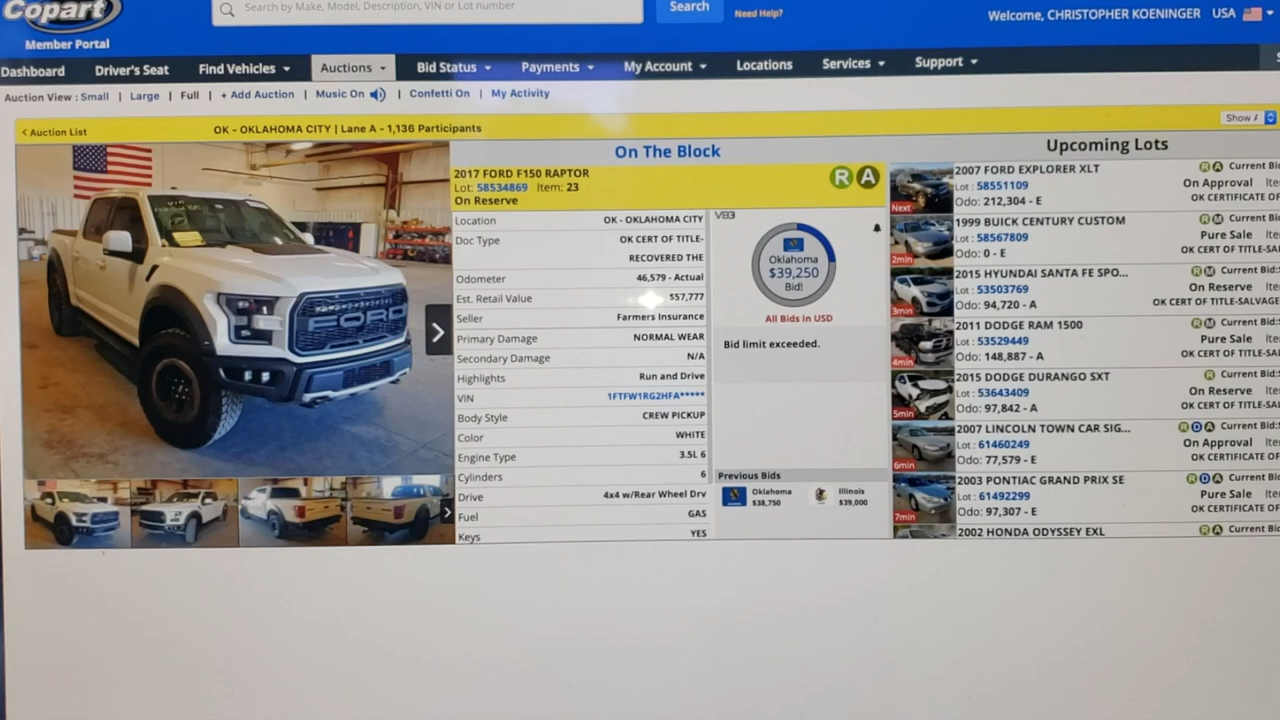 Copart
Member Portal
Search by Make, Model, Description, VIN or Lot number
Search
Need Help?
Welcome, CHRISTOPHER KOENINGER
USA
Dashboard
Driver's Seat
Find Vehicles
Auctions
Bid Status
Payments
My Account
Locations
Services
Support
Auction View : Small | Large | Full | + Add Auction | Music On | Confetti On | My Activity
< Auction List
OK - OKLAHOMA CITY | Lane A - 1,136 Participants
Show
FORD
On The Block
2017 FORD F150 RAPTOR
R A
Lot: 58534869 Item: 23
On Reserve
Location OK - OKLAHOMA CITY
Doc Type OK CERT OF TITLE-
RECOVERED THE
Odometer 46,579 - Actual
Est. Retail Value $57,777
Seller Farmers Insurance
Primary Damage NORMAL WEAR
Secondary Damage N/A
Highlights Run and Drive
VIN 1FTFW1RG2HFA*****
Body Style CREW PICKUP
Color WHITE
Engine Type 3.5L 6
Cylinders 6
Drive 4x4 w/Rear Wheel Drv
Fuel GAS
Keys YES
VB3
Oklahoma
$39,250
Bid!
All Bids in USD
Bid limit exceeded.
Previous Bids
Oklahoma
$38,750
Illinois
$39,000
Upcoming Lots
2007 FORD EXPLORER XLT R A Current Bid:
Lot : 58551109 On Approval
Odo: 212,304 - E OK CERTIFICATE OF
Next
1999 BUICK CENTURY CUSTOM R M Current Bid:
Lot : 58567809 Pure Sale
Odo: 0 - E OK CERT OF TITLE-SA
2min
2015 HYUNDAI SANTA FE SPO... R M Current Bid:
Lot : 53503769 On Reserve
Odo: 94,720 - A OK CERT OF TITLE-SALVAGE
3min
2011 DODGE RAM 1500 R M Current Bid:
Lot : 53529449 Pure Sale
Odo: 148,887 - A OK CERT OF TITLE-SA
4min
2015 DODGE DURANGO SXT R Current Bid:
Lot : 53643409 On Reserve
Odo: 97,842 - A OK CERT OF TITLE-SAL
5min
2007 LINCOLN TOWN CAR SIG... R D A Current Bid:
Lot : 61460249 On Approval
Odo: 77,579 - E OK CERTIFICATE OF
6min
2003 PONTIAC GRAND PRIX SE R D A Current Bid:
Lot : 61492299 Pure Sale
Odo: 97,307 - E OK CERTIFICATE OF
7min
2002 HONDA ODYSSEY EXL R A Current Bid